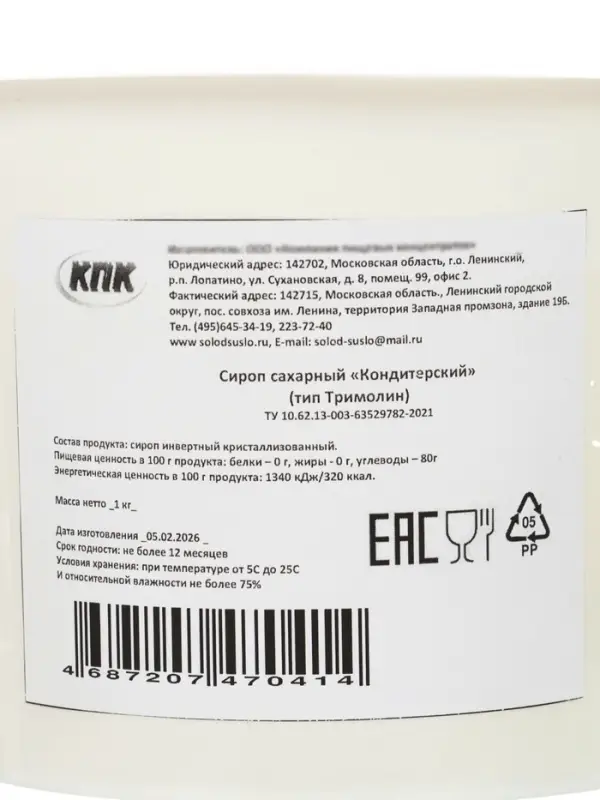 КПК
Юридический адрес: 142702, Московская область, г.о. Ленинский,
р.п. Лопатино, ул. Сухановская, д. 8, помещ. 99, офис 2.
Фактический адрес: 142715, Московская область., Ленинский городской
округ, пос. совхоза им. Ленина, территория Западная промзона, здание 19Б.
Тел. (495)645-34-19, 223-72-40
www.solodsuslo.ru, E-mail: solod-suslo@mail.ru
Сироп сахарный «Кондитерский»
(тип Тримолин)
ТУ 10.62.13-003-63529782-2021
Состав продукта: сироп инвертный кристаллизованный.
Пищевая ценность в 100 г продукта: белки – 0 г, жиры - 0 г, углеводы – 80г
Энергетическая ценность в 100 г продукта: 1340 кДж/320 ккал.
Масса нетто _1 кг_
Дата изготовления _05.02.2026_
Срок годности: не более 12 месяцев
Условия хранения: при температуре от 5С до 25С
И относительной влажности не более 75%
EAC
05
PP
4 687207 470414